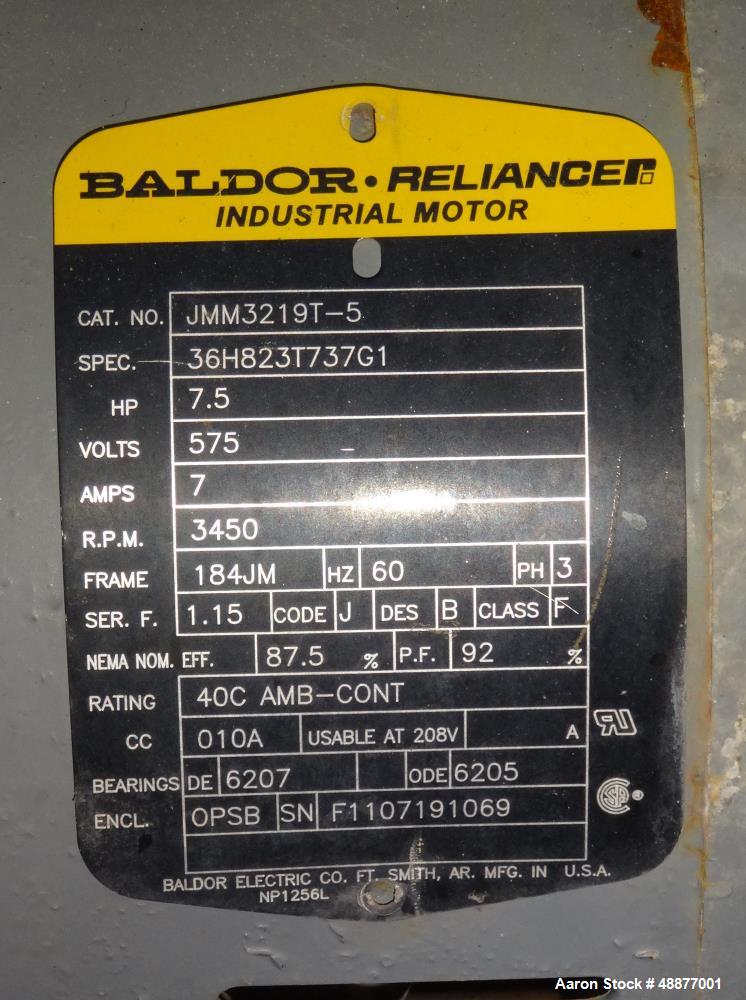 BALDOR • RELIANCER
INDUSTRIAL MOTOR
CAT. NO. JMM3219T-5
SPEC. 36H823T737G1
HP 7.5
VOLTS 575
AMPS 7
R.P.M. 3450
FRAME 184JM HZ 60 PH 3
SER. F. 1.15 CODE J DES B CLASS F
NEMA NOM. EFF. 87.5 % P.F. 92 %
RATING 40C AMB-CONT
CC 010A USABLE AT 208V A
BEARINGS DE 6207 ODE 6205
ENCL. OPSB SN F1107191069
BALDOR ELECTRIC CO. FT. SMITH, AR. MFG. IN U.S.A.
NP1256L
Aaron Stock # 48877001